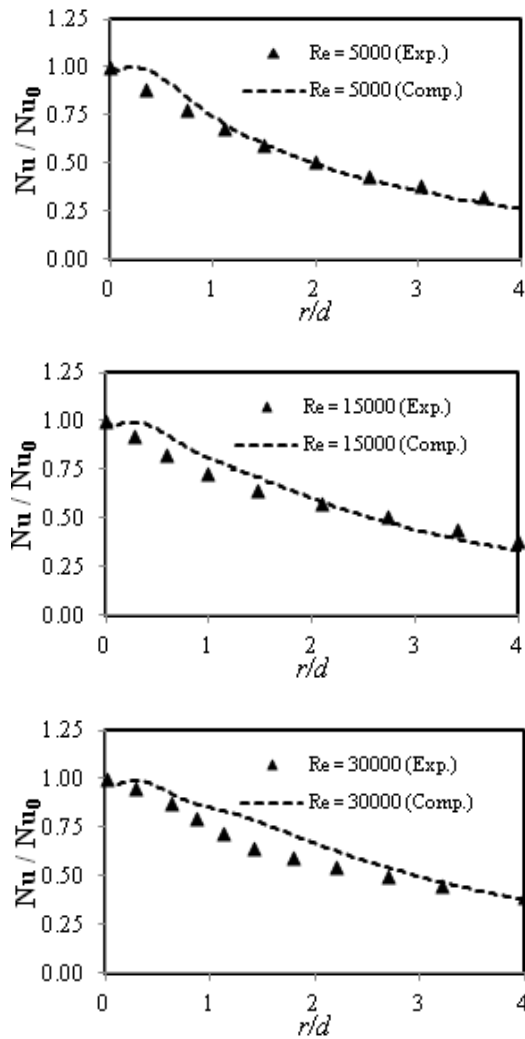 1.25
1.00
0.75
0.50
0.25
0.00
Nu / Nu0
Re = 5000 (Exp.)
Re = 5000 (Comp.)
0 1 2 3 4
r/d
1.25
1.00
0.75
0.50
0.25
0.00
Nu / Nu0
Re = 15000 (Exp.)
Re = 15000 (Comp.)
0 1 2 3 4
r/d
1.25
1.00
0.75
0.50
0.25
0.00
Nu / Nu0
Re = 30000 (Exp.)
Re = 30000 (Comp.)
0 1 2 3 4
r/d